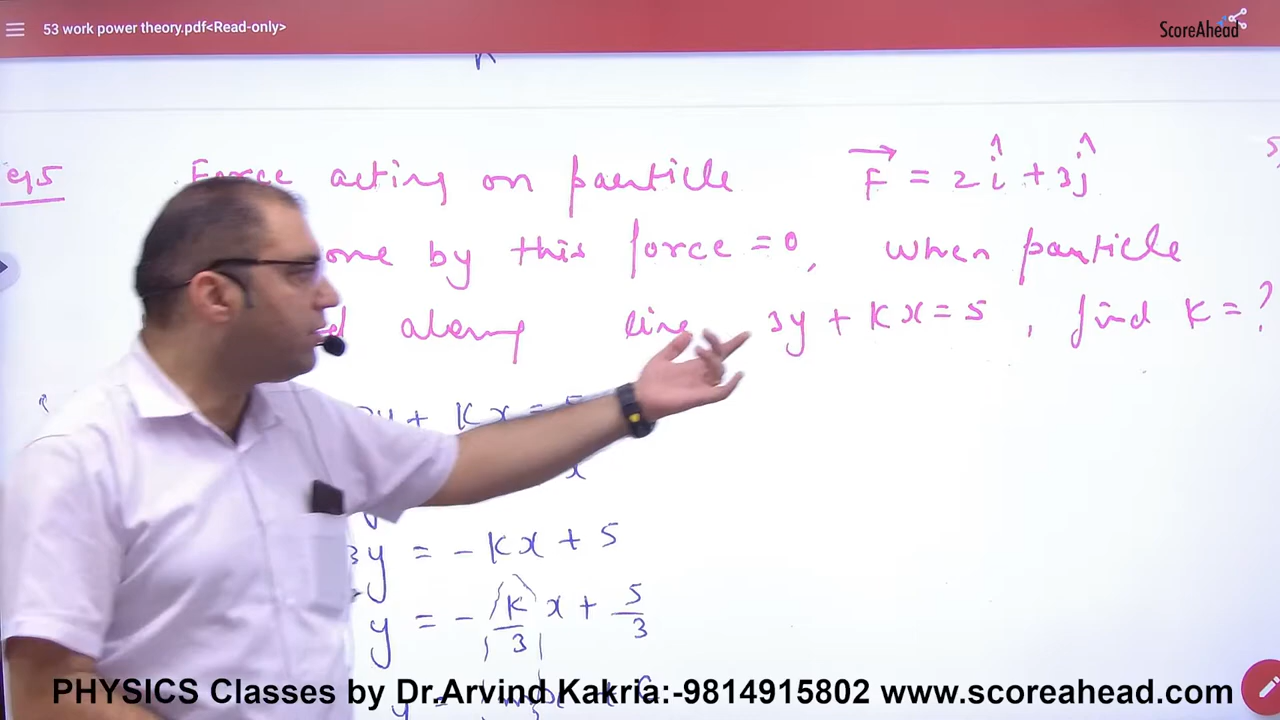 53 work power theory.pdf<Read-only>
ScoreAhead
eg5 Force acting on particle F = 2î + 3ĵ
by this force = 0, when particle
along line 3y + kx = 5, find k = ?
+ kx =
x
3y = - kx + 5
y = - k/3 x + 5/3
y =
PHYSICS Classes by Dr.Arvind Kakria:-9814915802 www.scoreahead.com